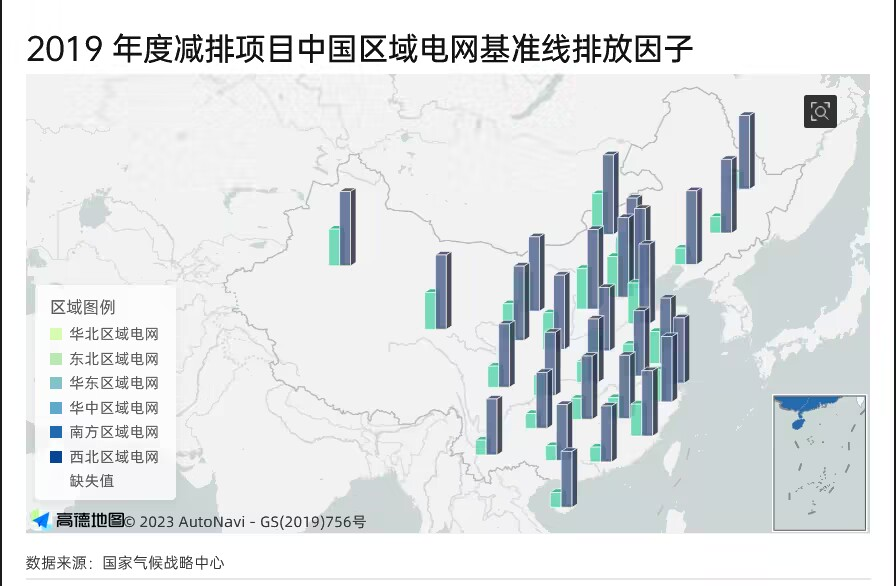 2019 年度减排项目中国区域电网基准线排放因子
区域图例
华北区域电网
东北区域电网
华东区域电网
华中区域电网
南方区域电网
西北区域电网
缺失值
高德地图© 2023 AutoNavi - GS(2019)756号
数据来源：国家气候战略中心